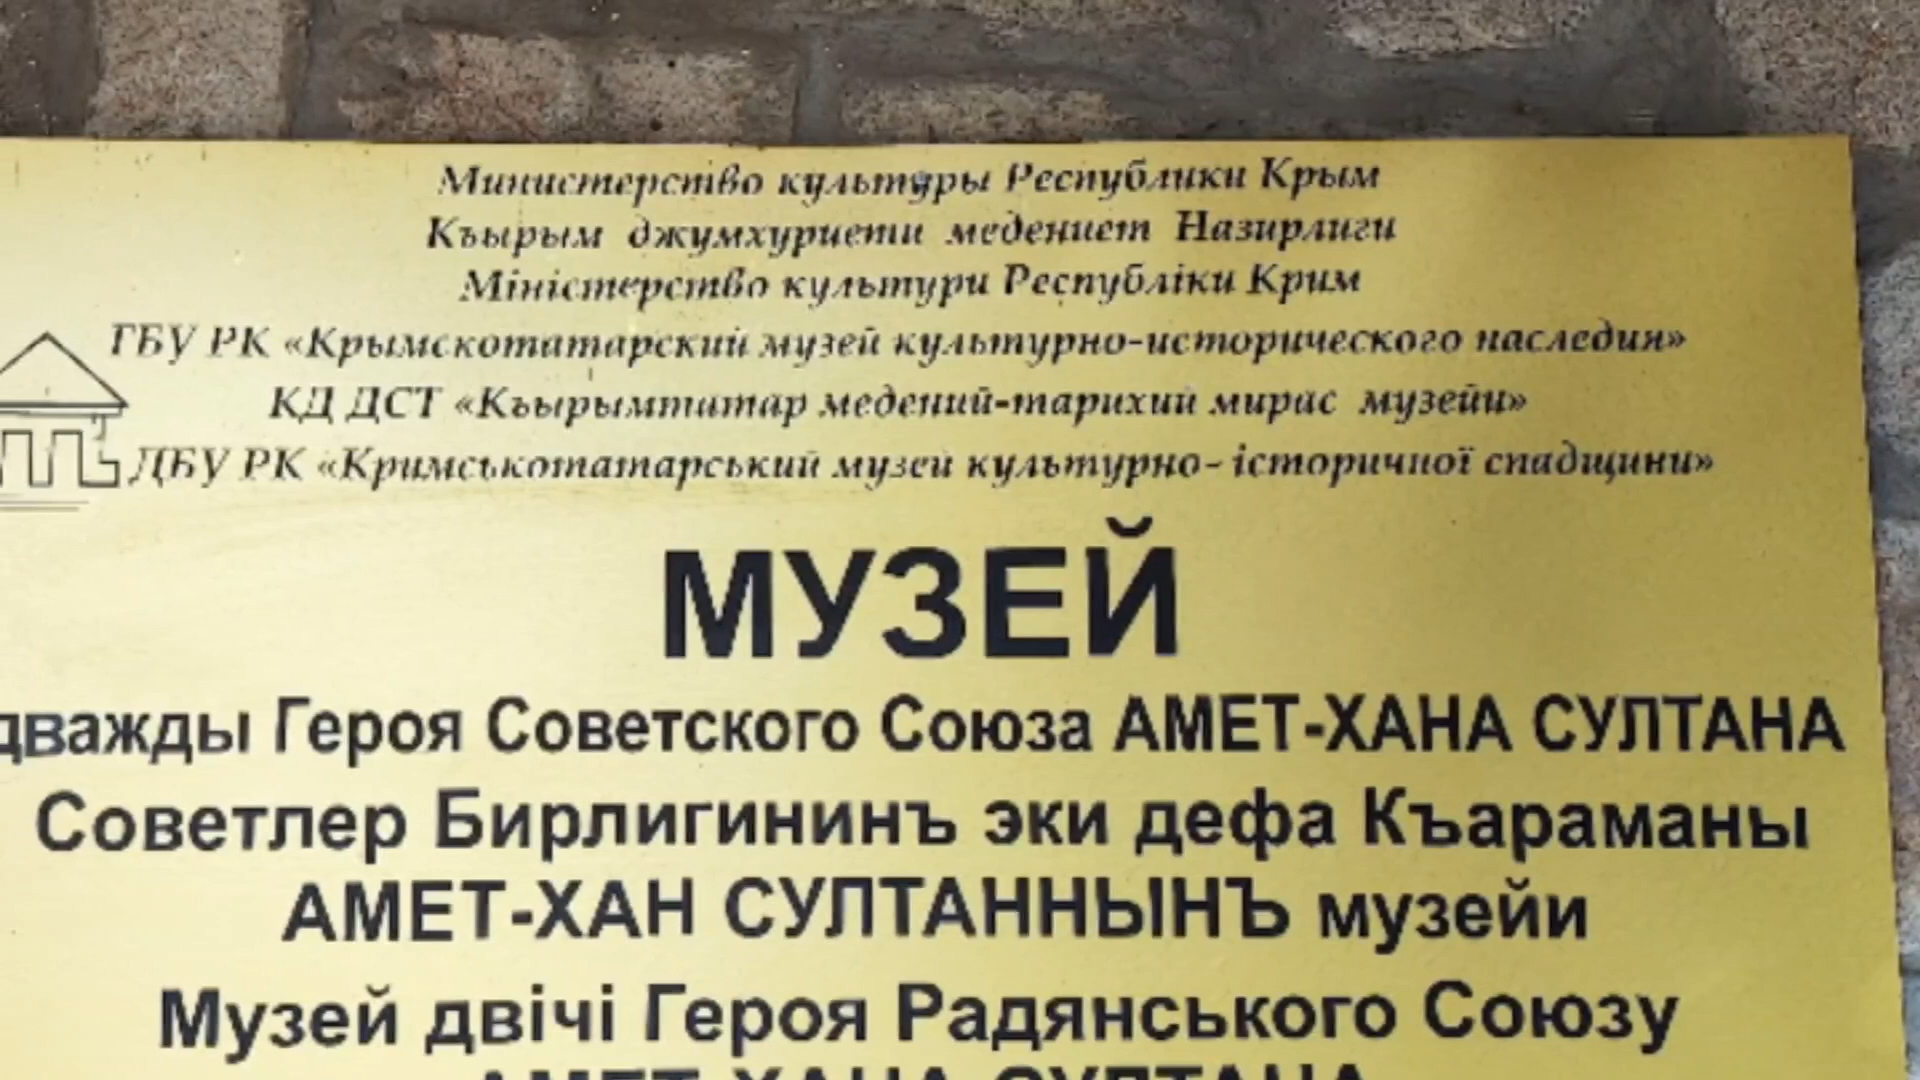 Министерство культуры Республики Крым
Къырым джумхуриети медениет Назирлиги
Міністерство культури Республіки Крим
ГБУ РК «Крымскотатарский музей культурно-исторического наследия»
КД ДСТ «Къырымтатар медений-тарихий мирас музейи»
ДБУ РК «Кримськотатарський музей культурно- історичної спадщини»
МУЗЕЙ
дважды Героя Советского Союза АМЕТ-ХАНА СУЛТАНА
Советлер Бирлигининъ эки дефа Къараманы
АМЕТ-ХАН СУЛТАННЫНЪ музейи
Музей двічі Героя Радянського Союзу
АМЕТ-ХАНА СУЛТАНА